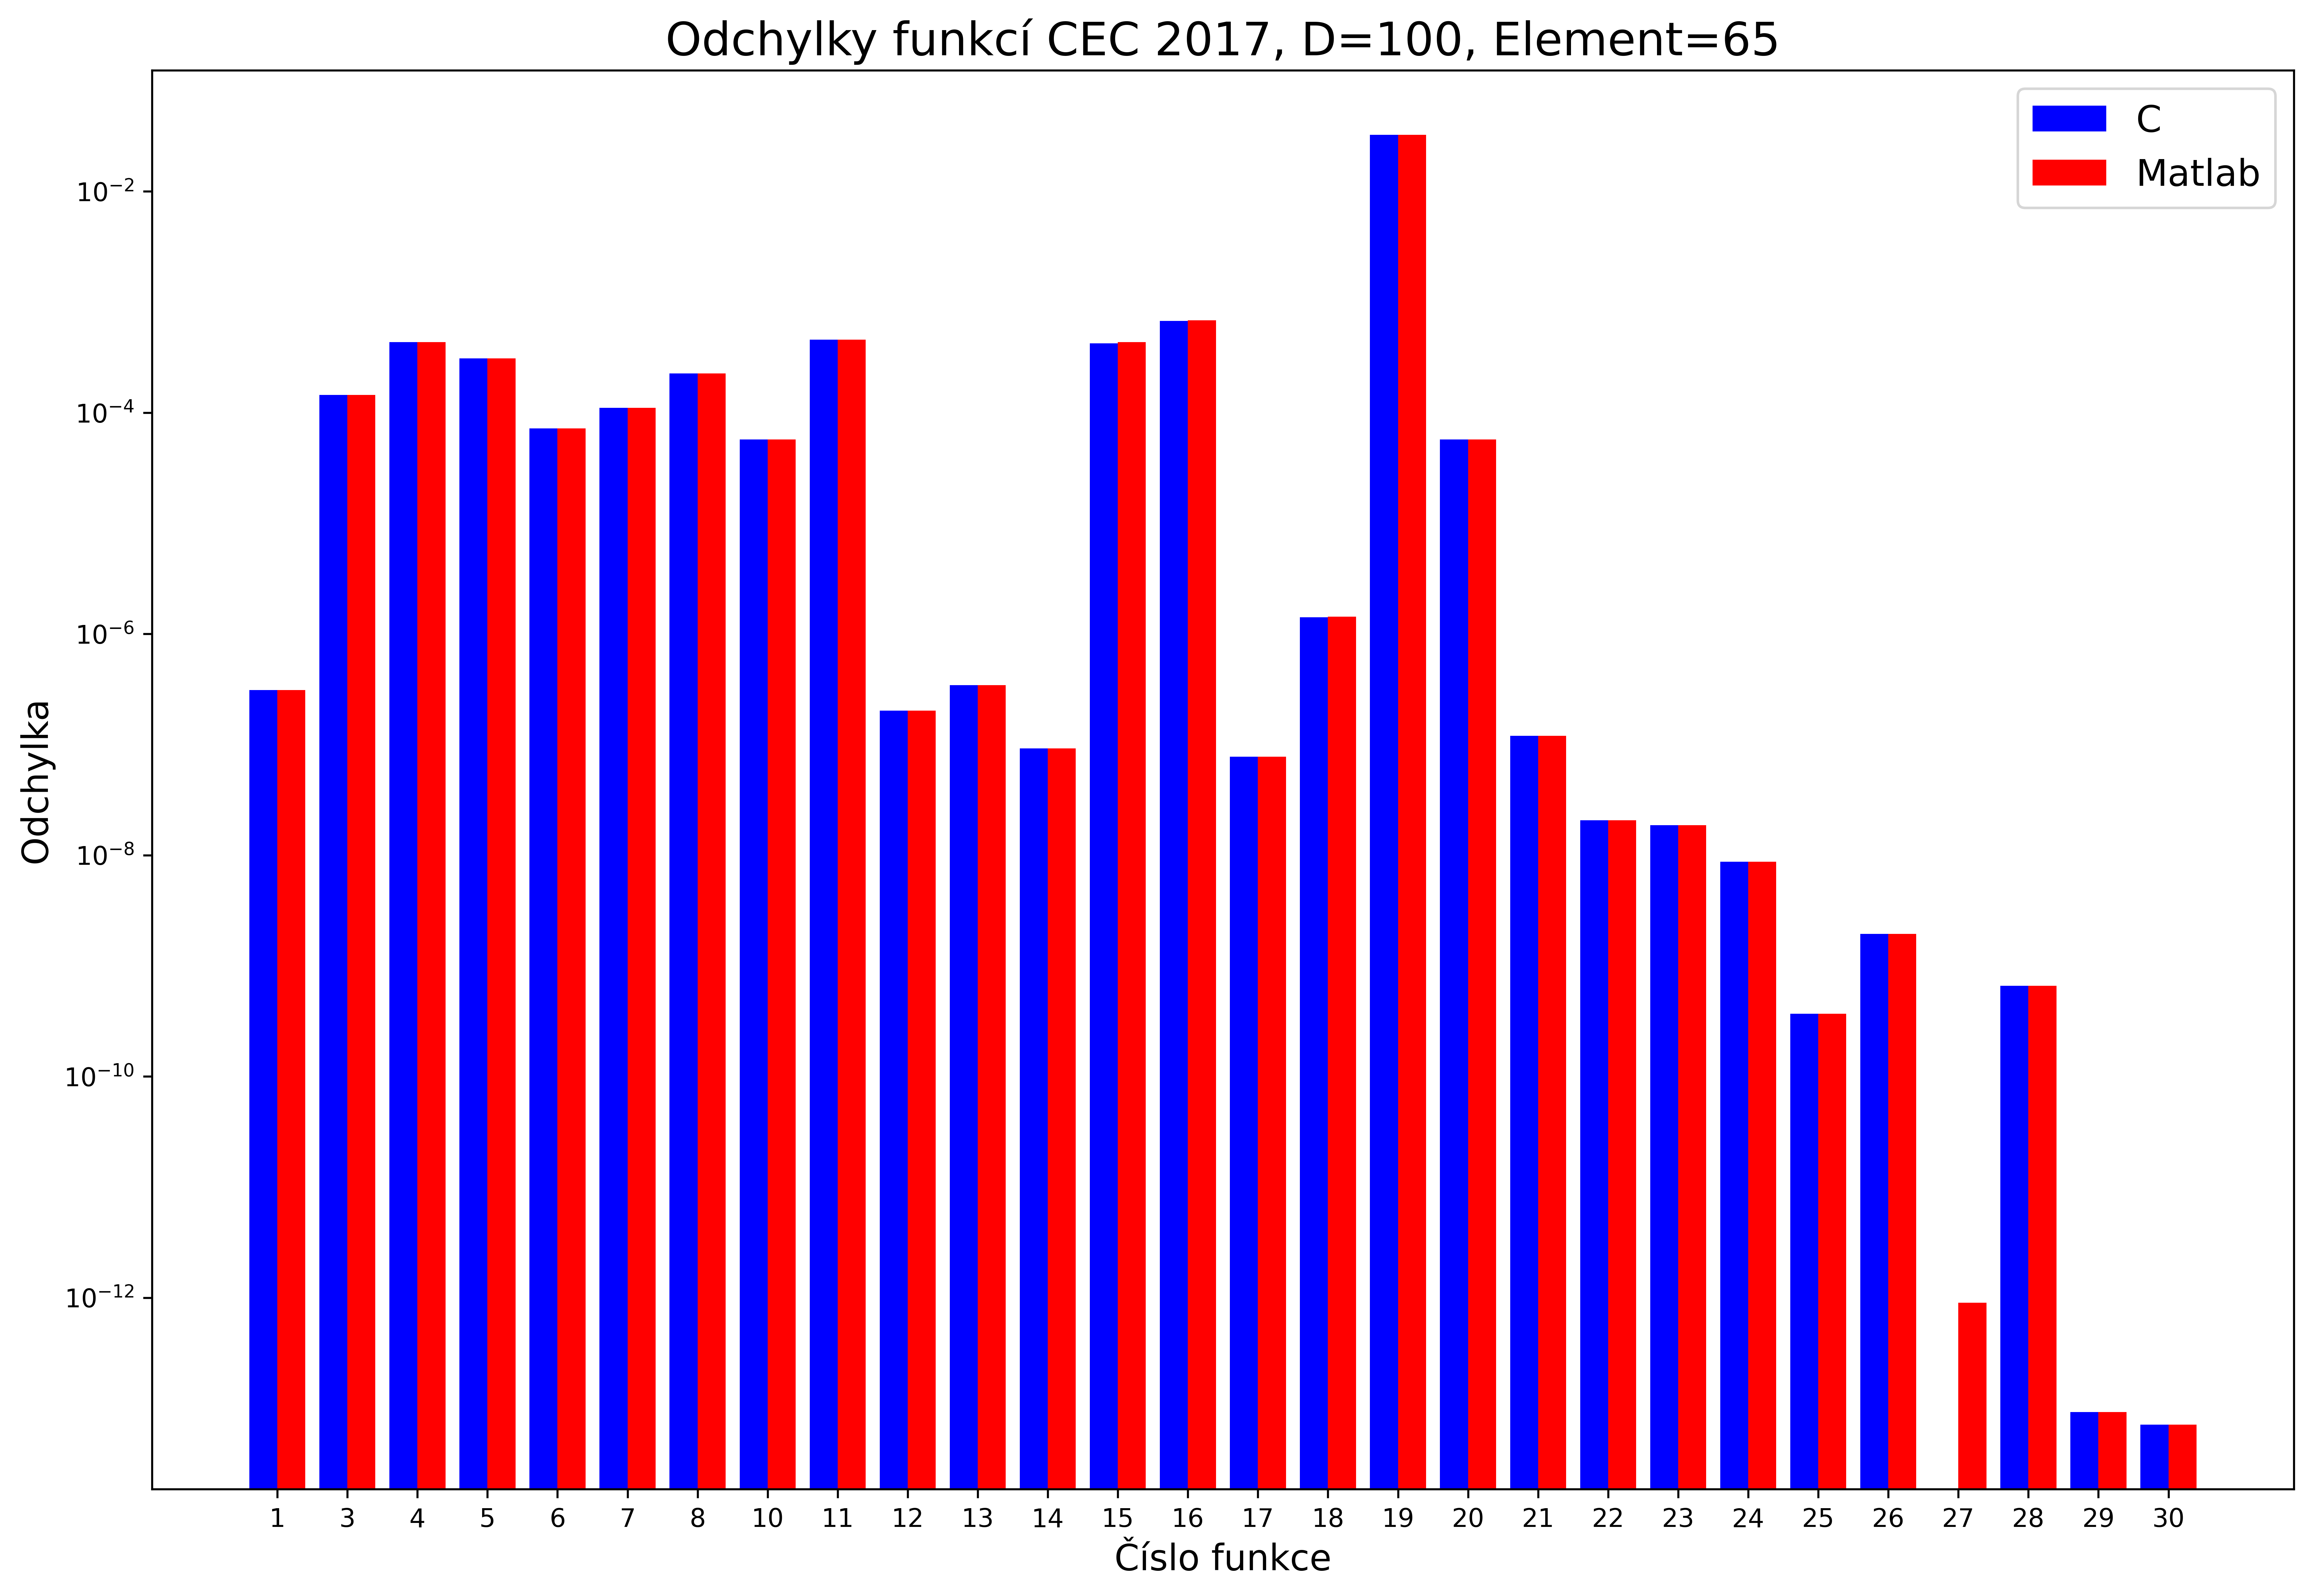 Odchylky funkcí CEC 2017, D=100, Element=65
C
Matlab
10⁻²
10⁻⁴
10⁻⁶
10⁻⁸
10⁻¹⁰
10⁻¹²
Odchylka
1 3 4 5 6 7 8 10 11 12 13 14 15 16 17 18 19 20 21 22 23 24 25 26 27 28 29 30
Číslo funkce